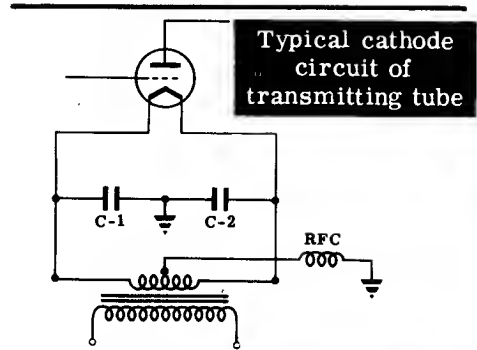 Typical cathode
circuit of
transmitting tube
C-1
C-2
RFC